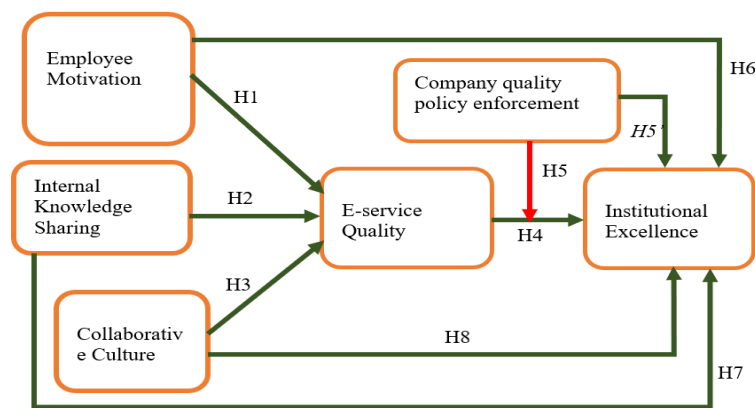 Employee
Motivation
H1
Company quality
policy enforcement
H6
H5'
Internal
Knowledge
Sharing
H2
E-service
Quality
H5
H4
Institutional
Excellence
H3
Collaborativ
e Culture
H8
H7